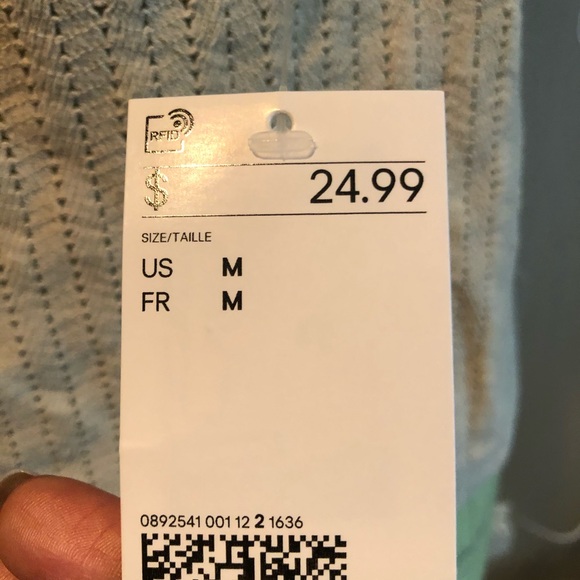 RFID
$ 24.99
SIZE/TAILLE
US M
FR M
0892541 001 12 2 1636